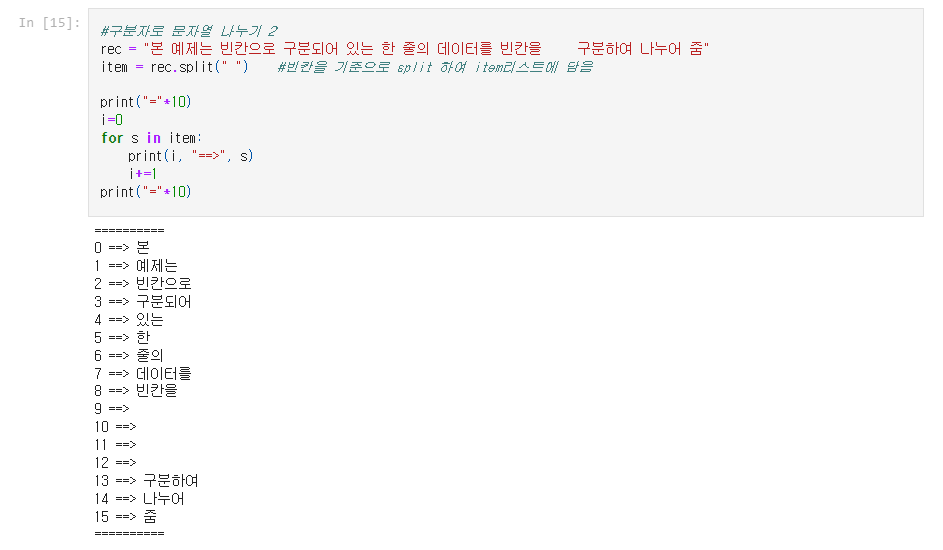 In [15]:
#구분자로 문자열 나누기 2
rec = "본 예제는 빈칸으로 구분되어 있는 한 줄의 데이터를 빈칸을     구분하여 나누어 줌"
item = rec.split(" ")    #빈칸을 기준으로 split 하여 item리스트에 담음
print("="*10)
i=0
for s in item:
    print(i, "==>", s)
    i+=1
print("="*10)
==========
0 ==> 본
1 ==> 예제는
2 ==> 빈칸으로
3 ==> 구분되어
4 ==> 있는
5 ==> 한
6 ==> 줄의
7 ==> 데이터를
8 ==> 빈칸을
9 ==>
10 ==>
11 ==>
12 ==>
13 ==> 구분하여
14 ==> 나누어
15 ==> 줌
==========